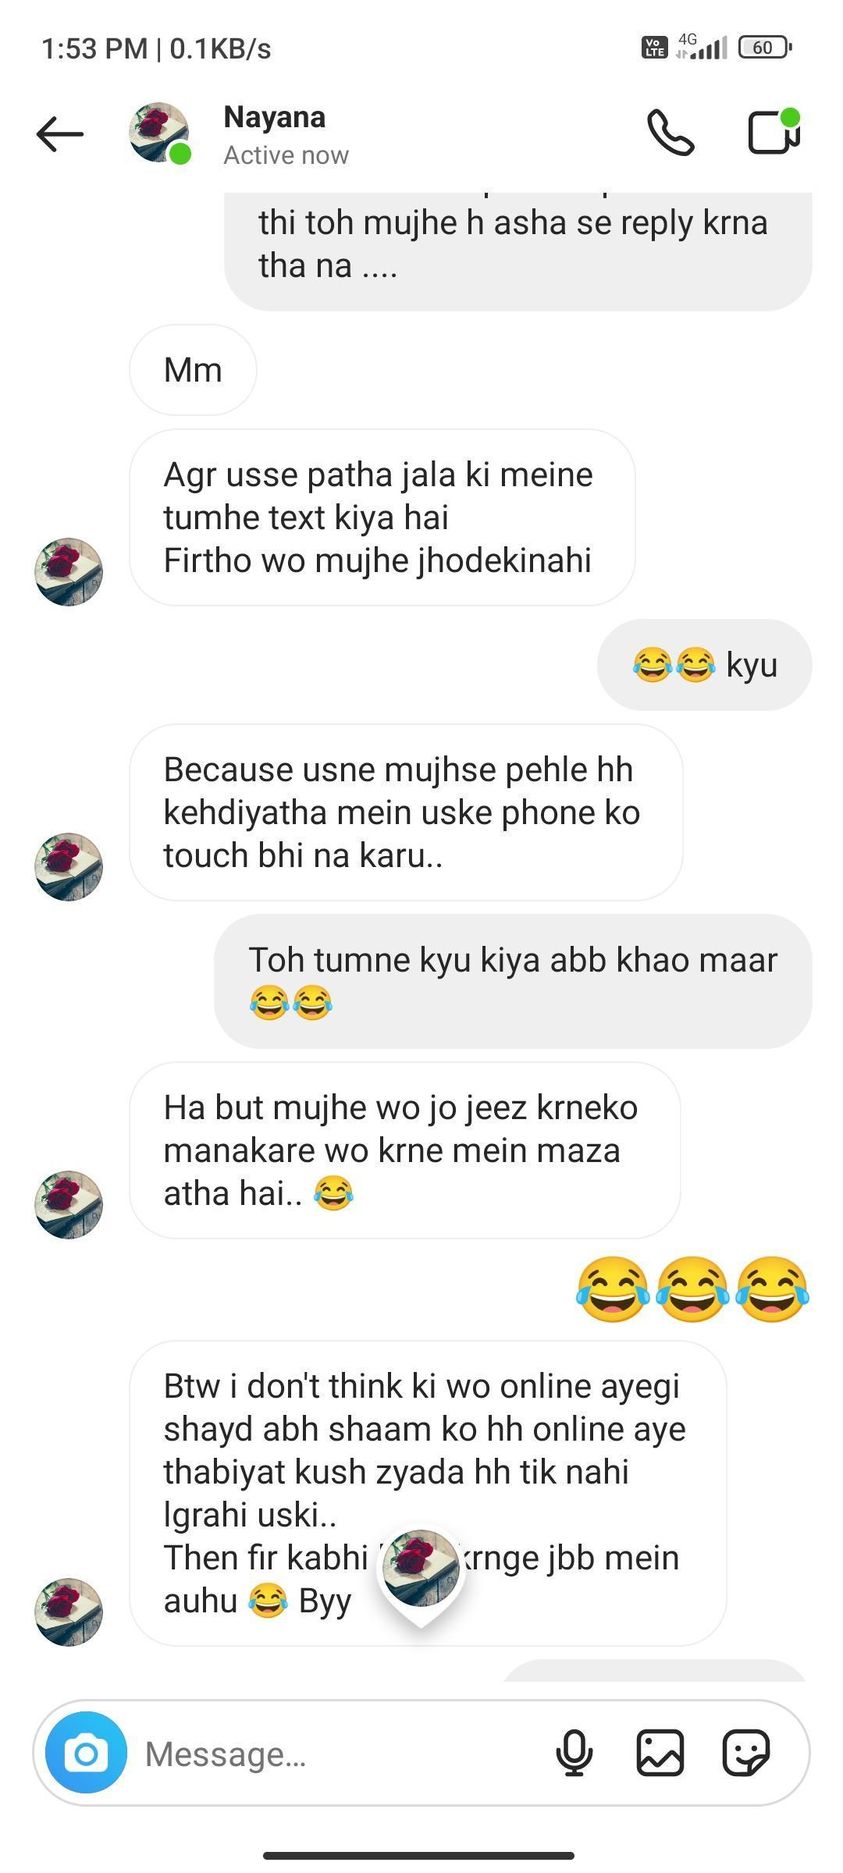 1:53 PM | 0.1KB/s
Vo LTE 4G 60
Nayana
Active now
thi toh mujhe h asha se reply krna
tha na ....
Mm
Agr usse patha jala ki meine
tumhe text kiya hai
Firtho wo mujhe jhodekinahi
😂😂 kyu
Because usne mujhse pehle hh
kehdiyatha mein uske phone ko
touch bhi na karu..
Toh tumne kyu kiya abb khao maar
😂😂
Ha but mujhe wo jo jeez krneko
manakare wo krne mein maza
atha hai.. 😂
😂😂😂
Btw i don't think ki wo online ayegi
shayd abh shaam ko hh online aye
thabiyat kush zyada hh tik nahi
lgrahi uski..
Then fir kabhi krnge jbb mein
auhu 😂 Byy
Message...